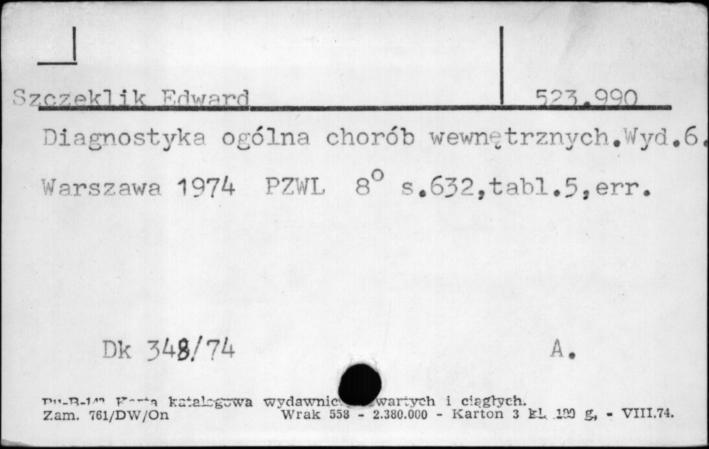 Szczeklik Edward 523.990
Diagnostyka ogólna chorób wewnętrznych.Wyd.6.
Warszawa 1974 PZWL 8° s.632,tabl.5,err.
Dk 348/74 A.
Karta katalogowa wydawnic wartych i ciągłych.
Zam. 761/DW/On Wrak 558 - 2.380.000 - Karton 3 kl. 190 g, - VIII.74.